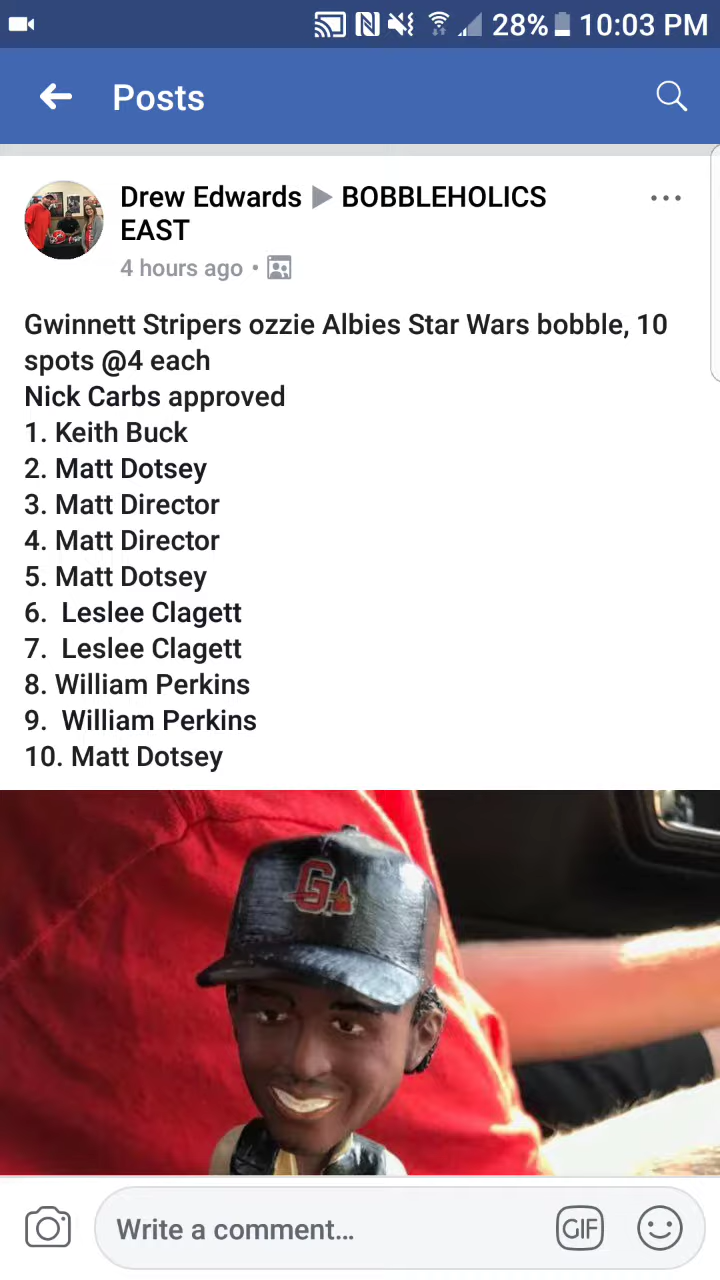 28% 10:03 PM
Posts
Drew Edwards ▶ BOBBLEHOLICS
EAST
4 hours ago •
Gwinnett Stripers ozzie Albies Star Wars bobble, 10
spots @4 each
Nick Carbs approved
1. Keith Buck
2. Matt Dotsey
3. Matt Director
4. Matt Director
5. Matt Dotsey
6.  Leslee Clagett
7.  Leslee Clagett
8. William Perkins
9.  William Perkins
10. Matt Dotsey
G
Write a comment...
GIF